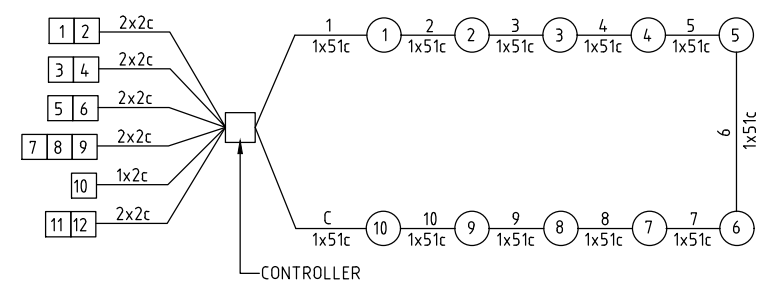 1 2 2x2c
3 4 2x2c
5 6 2x2c
7 8 9 2x2c
10 1x2c
11 12 2x2c
1 2 3 4 5
1 2 3 4 5
1x51c 1x51c 1x51c 1x51c 1x51c
6
1x51c
C 10 9 8 7
10 9 8 7 6
1x51c 1x51c 1x51c 1x51c 1x51c
CONTROLLER